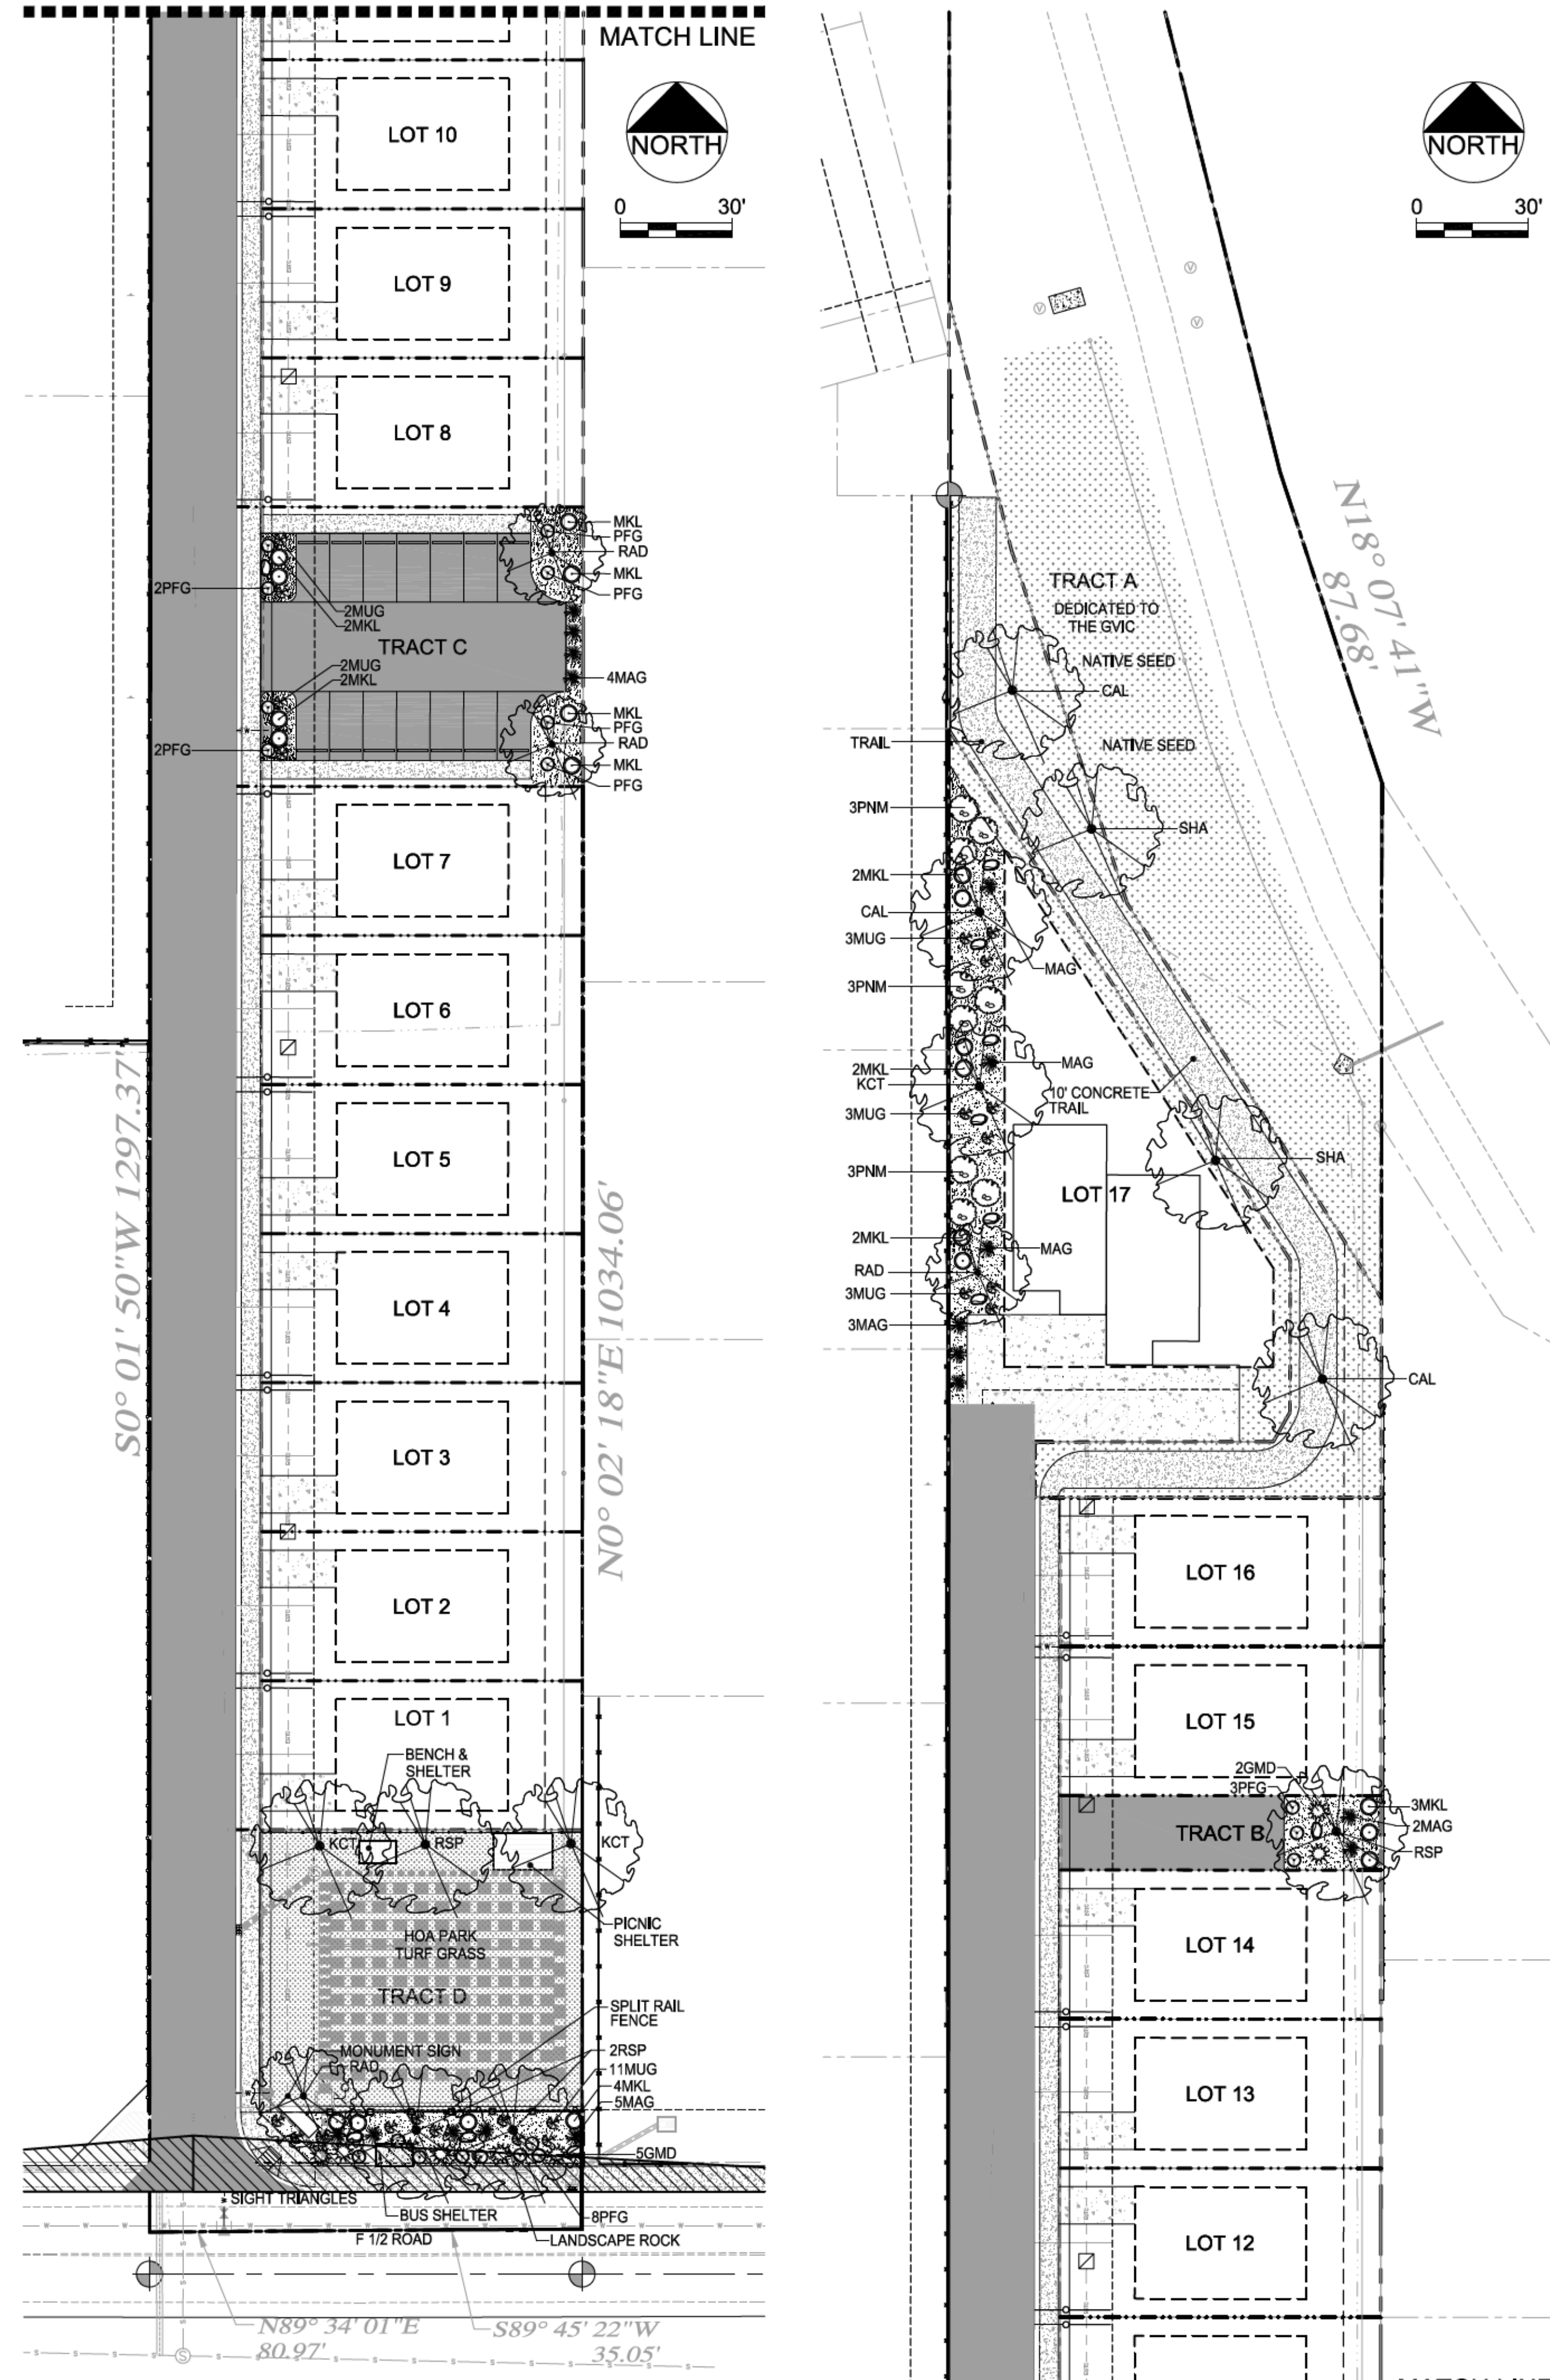 MATCH LINE
NORTH
0 30'
LOT 10
LOT 9
LOT 8
MKL
PFG
RAD
MKL
PFG
2PFG
2MUG
2MKL
TRACT C
2MUG
2MKL
4MAG
MKL
PFG
RAD
2PFG
MKL
PFG
LOT 7
LOT 6
LOT 5
LOT 4
LOT 3
LOT 2
LOT 1
S0° 01' 50"W 1297.37'
N0° 02' 18"E 1034.06'
BENCH &
SHELTER
KCT
RSP
KCT
PICNIC
SHELTER
HOA PARK
TURF GRASS
TRACT D
SPLIT RAIL
FENCE
MONUMENT SIGN
RAD
2RSP
11MUG
4MKL
5MAG
5GMD
SIGHT TRIANGLES
BUS SHELTER
8PFG
F 1/2 ROAD
LANDSCAPE ROCK
N89° 34' 01"E
80.97'
S89° 45' 22"W
35.05'
NORTH
0 30'
N18° 07' 41"W
87.68'
TRACT A
DEDICATED TO
THE GVIC
NATIVE SEED
CAL
TRAIL
NATIVE SEED
3PNM
SHA
2MKL
CAL
3MUG
MAG
3PNM
MAG
2MKL
KCT
10' CONCRETE
TRAIL
3MUG
SHA
3PNM
LOT 17
2MKL
MAG
RAD
3MUG
3MAG
CAL
LOT 16
LOT 15
2GMD
3PFG
3MKL
2MAG
TRACT B
RSP
LOT 14
LOT 13
LOT 12
MATCH LINE